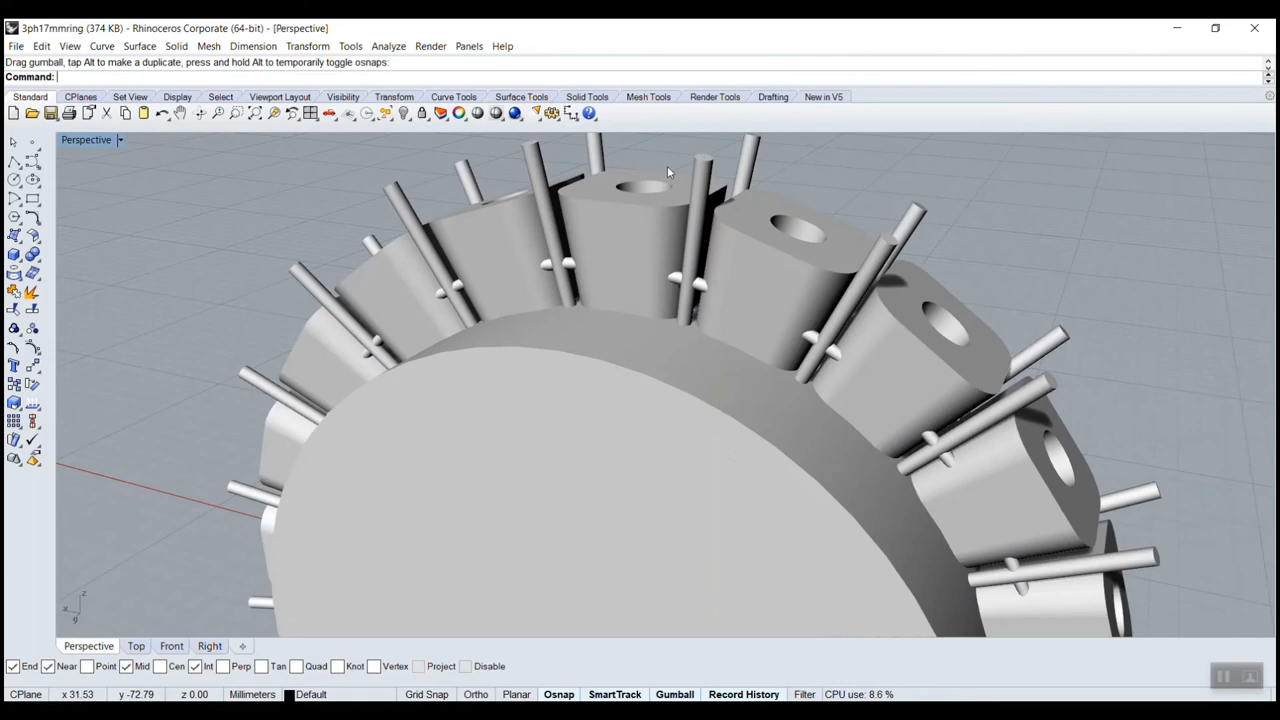 3ph17mmring (374 KB) - Rhinoceros Corporate (64-bit) - [Perspective]
File Edit View Curve Surface Solid Mesh Dimension Transform Tools Analyze Render Panels Help
Drag gumball, tap Alt to make a duplicate, press and hold Alt to temporarily toggle osnaps:
Command:
Standard CPlanes Set View Display Select Viewport Layout Visibility Transform Curve Tools Surface Tools Solid Tools Mesh Tools Render Tools Drafting New in V5
Perspective
z
x
y
Perspective Top Front Right
End Near Point Mid Cen Int Perp Tan Quad Knot Vertex Project Disable
CPlane x 31.53 y -72.79 z 0.00 Millimeters Default Grid Snap Ortho Planar Osnap SmartTrack Gumball Record History Filter CPU use: 8.6 %